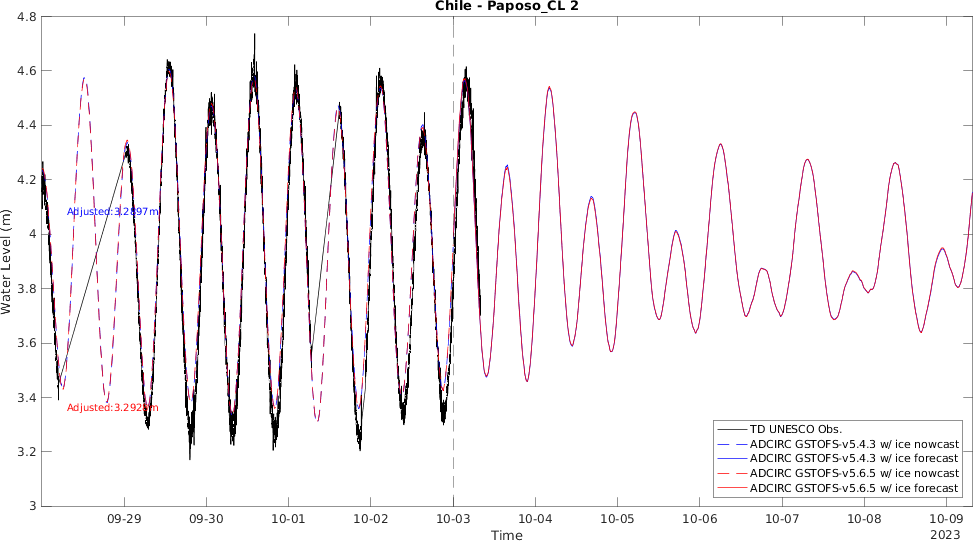 Chile - Paposo_CL 2
4.8
4.6
4.4
4.2
4
3.8
3.6
3.4
3.2
3
Water Level (m)
Adjusted:3.2897m
Adjusted:3.2928m
TD UNESCO Obs.
ADCIRC GSTOFS-v5.4.3 w/ ice nowcast
ADCIRC GSTOFS-v5.4.3 w/ ice forecast
ADCIRC GSTOFS-v5.6.5 w/ ice nowcast
ADCIRC GSTOFS-v5.6.5 w/ ice forecast
09-29 09-30 10-01 10-02 10-03 10-04 10-05 10-06 10-07 10-08 10-09
2023
Time